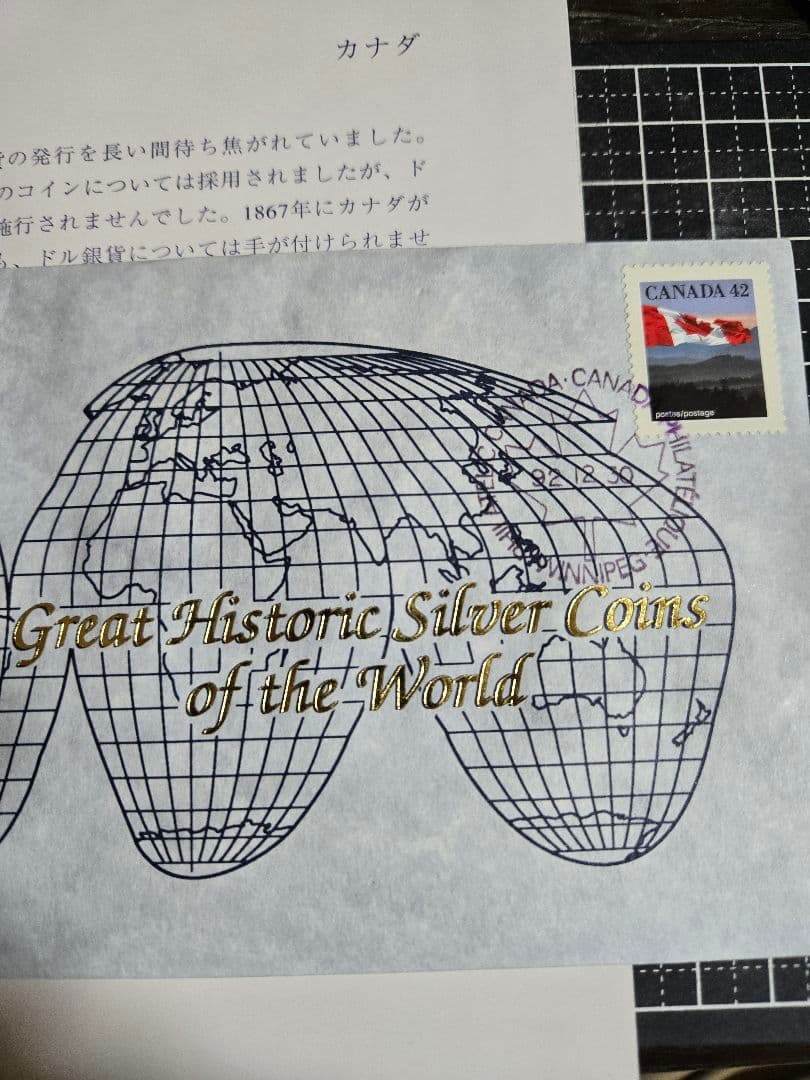 カナダ
の発行を長い間待ち焦がれていました。
のコインについては採用されましたが、ド
施行されませんでした。1867年にカナダが
、ドル銀貨については手が付けられませ
CANADA 42
postes/postage
CANADA·CANADA PHILATÉLIQUE
92 12 30
WINNIPEG
Great Historic Silver Coins
of the World